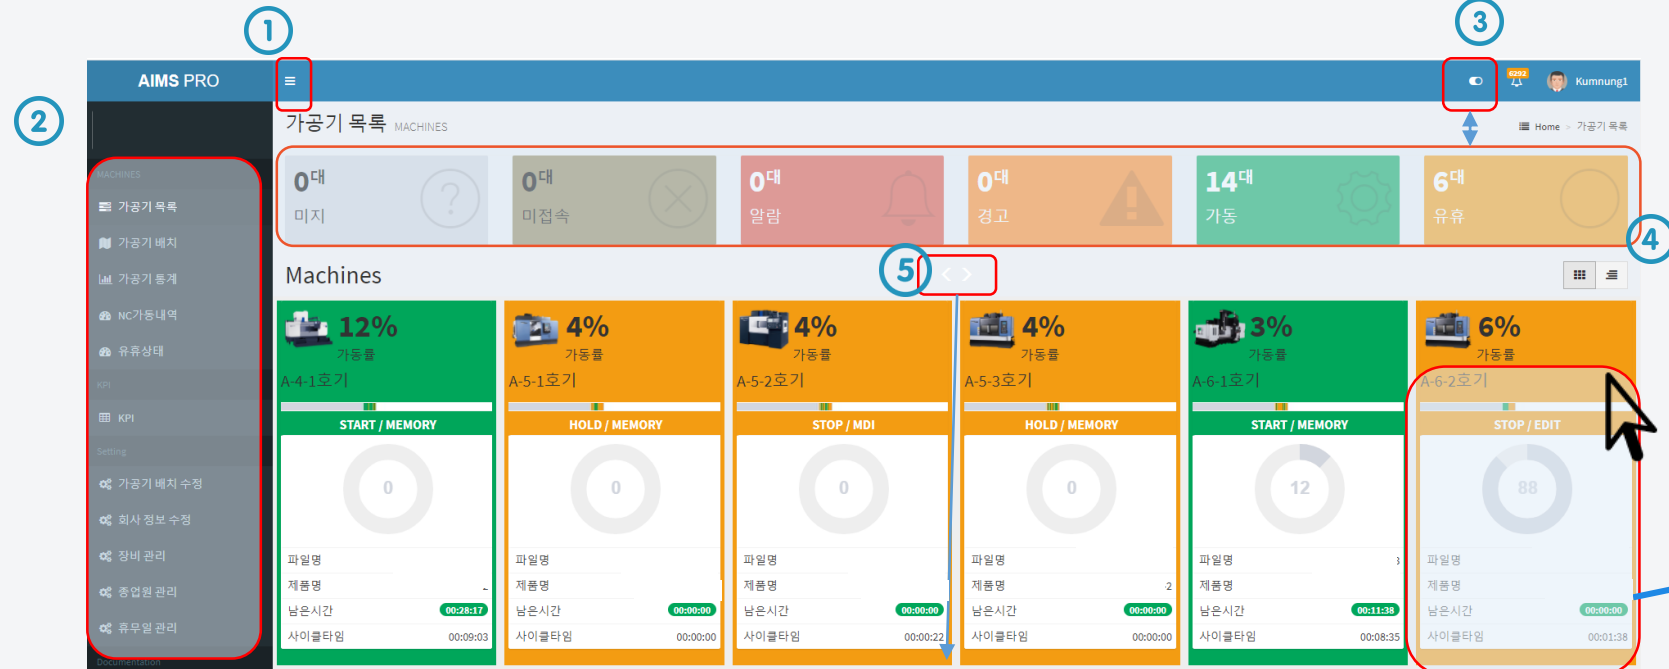 1
3
2
AIMS PRO
6292
Kumnung1
가공기 목록 MACHINES
Home > 가공기 목록
MACHINES
가공기 목록
가공기 배치
가공기 통계
NC가동내역
유휴상태
KPI
KPI
Setting
가공기 배치 수정
회사 정보 수정
장비 관리
종업원 관리
휴무일 관리
Documentation
0대
미지
0대
미접속
0대
알람
0대
경고
14대
가동
6대
유휴
4
Machines
5
12%
가동률
A-4-1호기
START / MEMORY
0
파일명
제품명
남은시간 00:28:17
사이클타임 00:09:03
4%
가동률
A-5-1호기
HOLD / MEMORY
0
파일명
제품명
남은시간 00:00:00
사이클타임 00:00:00
4%
가동률
A-5-2호기
STOP / MDI
0
파일명
제품명
남은시간 00:00:00
사이클타임 00:00:22
4%
가동률
A-5-3호기
HOLD / MEMORY
0
파일명
제품명 2
남은시간 00:00:00
사이클타임 00:00:00
3%
가동률
A-6-1호기
START / MEMORY
12
파일명
제품명
남은시간 00:11:38
사이클타임 00:08:35
6%
가동률
A-6-2호기
STOP / EDIT
88
파일명
제품명
남은시간 00:00:00
사이클타임 00:01:38